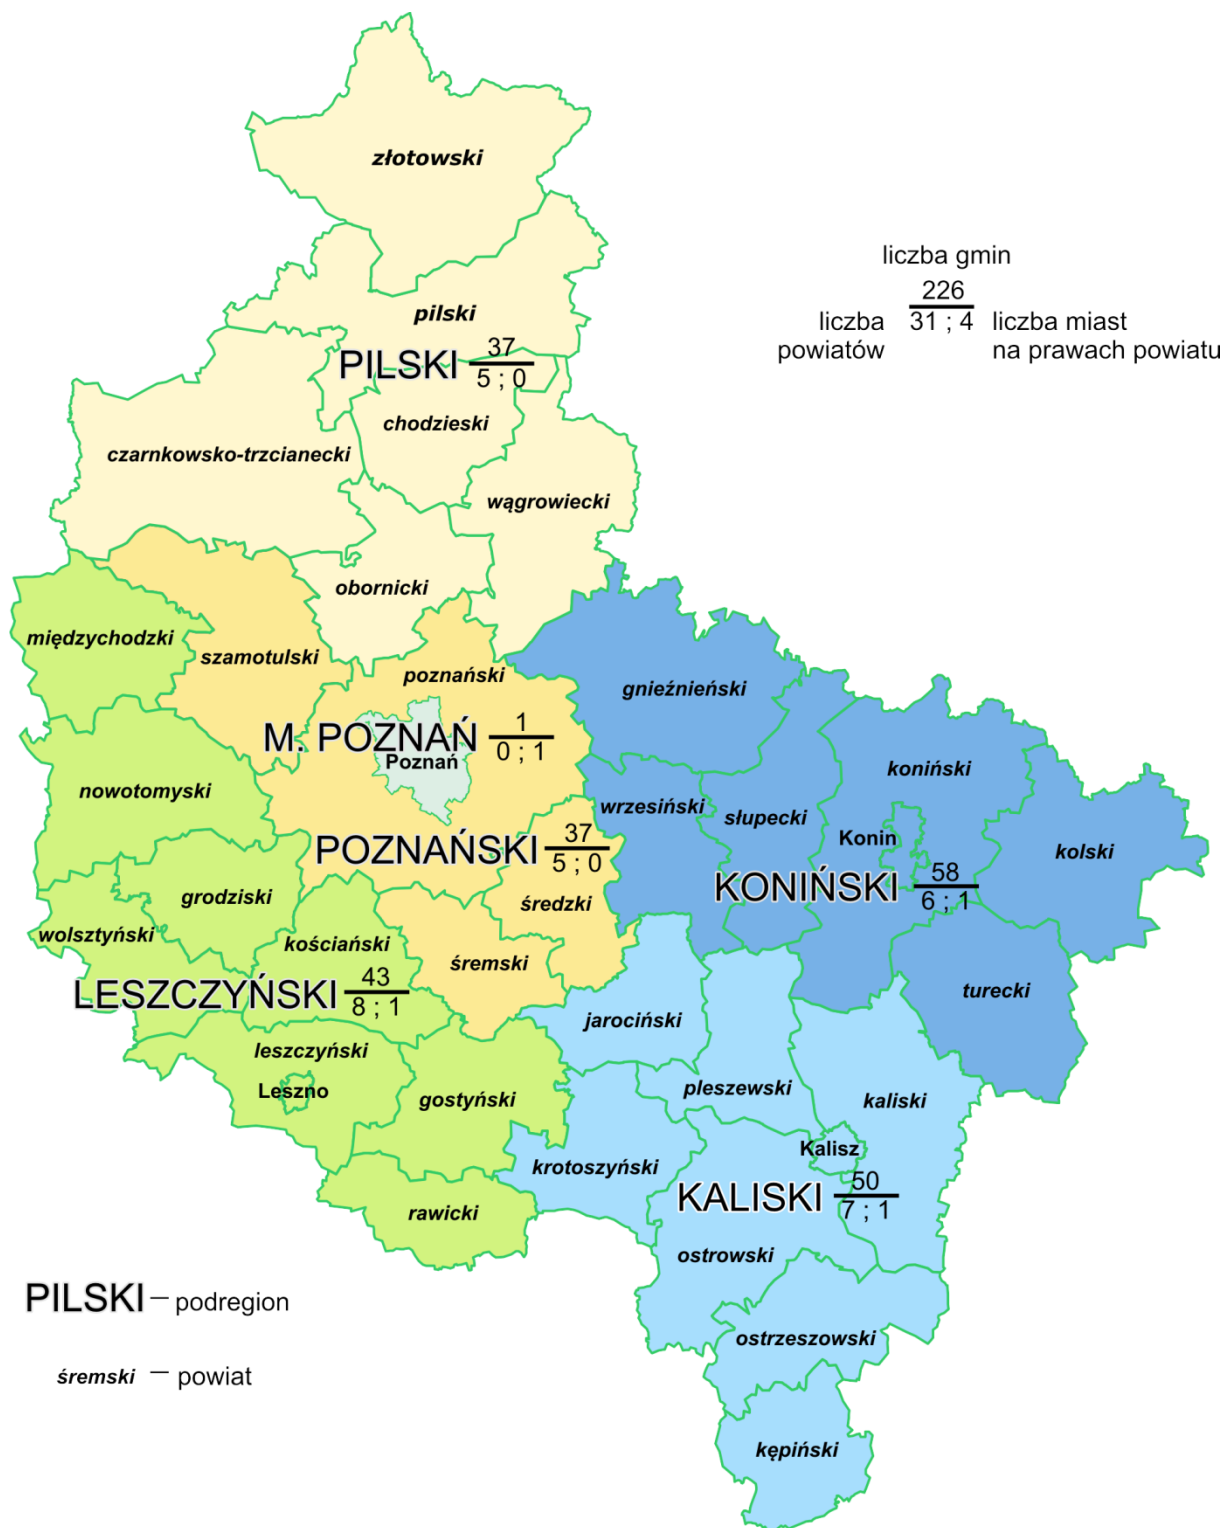 złotowski
liczba gmin
226
31 ; 4
liczba
powiatów
liczba miast
na prawach powiatu
pilski
PILSKI
37
5 ; 0
chodzieski
czarnkowsko-trzcianecki
wągrowiecki
obornicki
międzychodzki
szamotulski
poznański
gnieźnieński
M. POZNAŃ
1
0 ; 1
Poznań
nowotomyski
koniński
wrzesiński
słupecki
Konin
kolski
POZNAŃSKI
37
5 ; 0
KONIŃSKI
58
6 ; 1
grodziski
średzki
wolsztyński
kościański
śremski
LESZCZYŃSKI
43
8 ; 1
turecki
jarociński
leszczyński
Leszno
gostyński
pleszewski
kaliski
Kalisz
krotoszyński
KALISKI
50
7 ; 1
rawicki
ostrowski
PILSKI – podregion
ostrzeszowski
śremski – powiat
kępiński